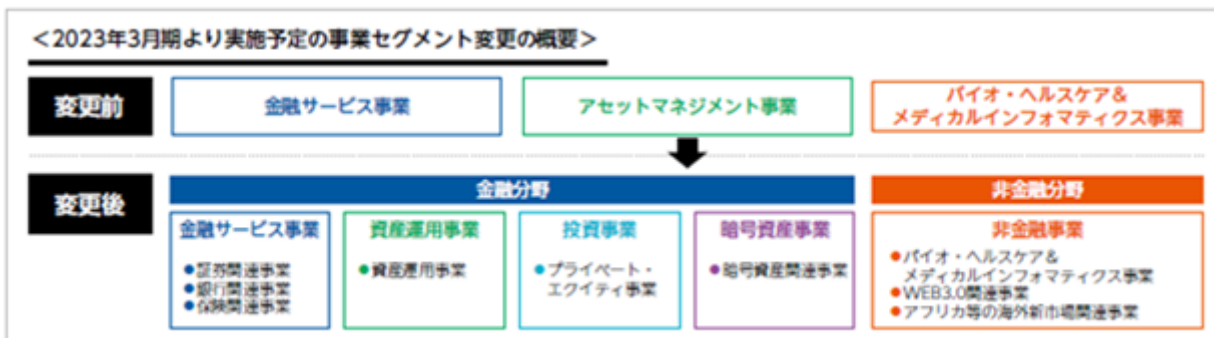 ＜2023年3月期より実施予定の事業セグメント変更の概要＞
変更前
金融サービス事業
アセットマネジメント事業
バイオ・ヘルスケア＆
メディカルインフォマティクス事業
変更後
金融分野
非金融分野
金融サービス事業
●証券関連事業
●銀行関連事業
●保険関連事業
資産運用事業
●資産運用事業
投資事業
●プライベート・
エクイティ事業
暗号資産事業
●暗号資産関連事業
非金融事業
●バイオ・ヘルスケア＆
メディカルインフォマティクス事業
●WEB3.0関連事業
●アフリカ等の海外新市場関連事業